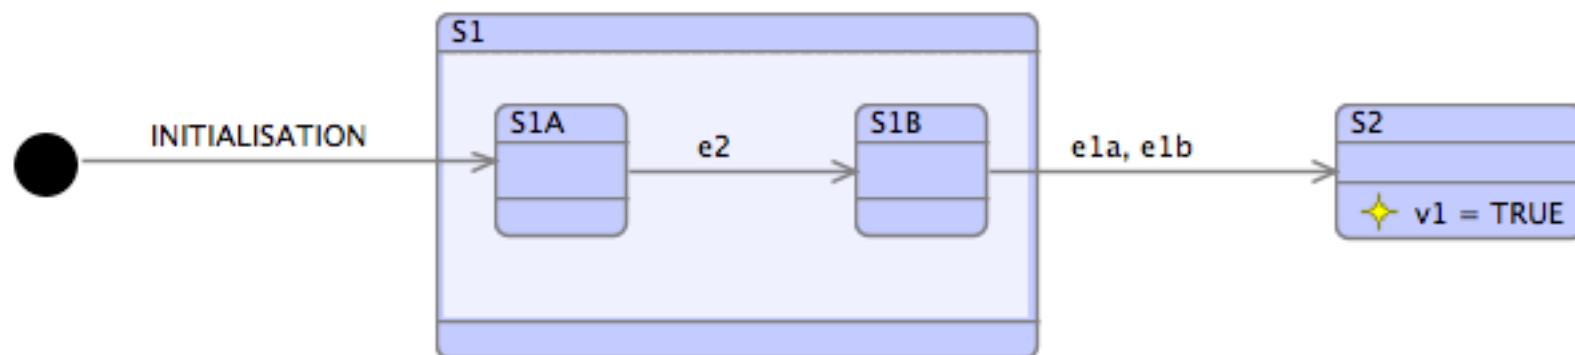 S1
INITIALISATION
S1A
e2
S1B
e1a, e1b
S2
v1 = TRUE